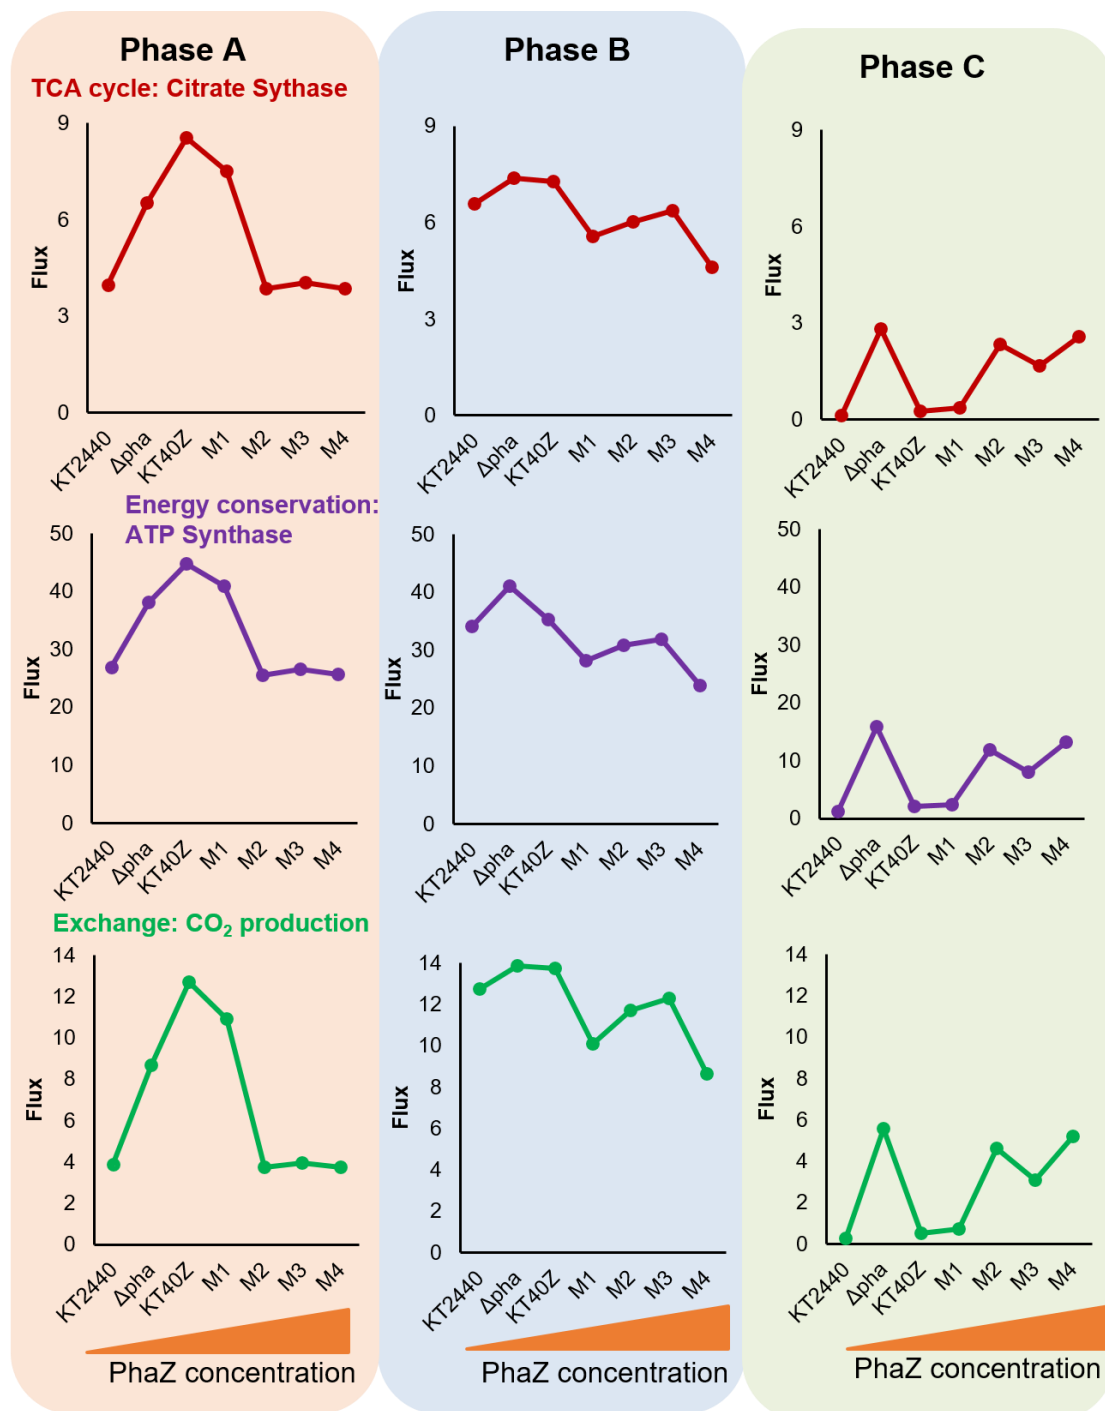 Phase A
TCA cycle: Citrate Sythase
9
6
3
0
Flux
KT2440
Δpha
KT40Z
M1
M2
M3
M4
Energy conservation:
ATP Synthase
50
40
30
20
10
0
Flux
KT2440
Δpha
KT40Z
M1
M2
M3
M4
Exchange: CO₂ production
14
12
10
8
6
4
2
0
Flux
KT2440
Δpha
KT40Z
M1
M2
M3
M4
PhaZ concentration
Phase B
9
6
3
0
Flux
KT2440
Δpha
KT40Z
M1
M2
M3
M4
50
40
30
20
10
0
Flux
KT2440
Δpha
KT40Z
M1
M2
M3
M4
14
12
10
8
6
4
2
0
Flux
KT2440
Δpha
KT40Z
M1
M2
M3
M4
PhaZ concentration
Phase C
9
6
3
0
Flux
KT2440
Δpha
KT40Z
M1
M2
M3
M4
50
40
30
20
10
0
Flux
KT2440
Δpha
KT40Z
M1
M2
M3
M4
14
12
10
8
6
4
2
0
Flux
KT2440
Δpha
KT40Z
M1
M2
M3
M4
PhaZ concentration